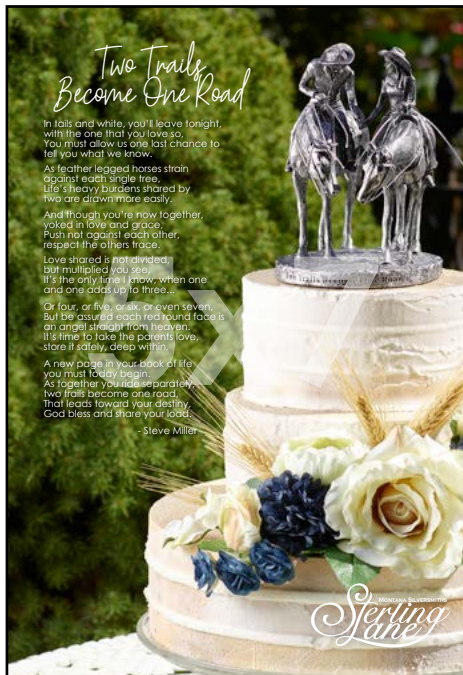 Two Trails
Become One Road
In tails and white, you'll leave tonight,
with the one that you love so,
You must allow us one last chance to
tell you what we know.
As feather legged horses strain
against each single tree,
Life's heavy burdens shared by
two are drawn more easily.
And though you're now together,
yoked in love and grace,
Push not against each other,
respect the others trace.
Love shared is not divided,
but multiplied you see,
It's the only time I know, when one
and one adds up to three...
Or four, or five, or six, or even seven,
But be assured each red round face is
an angel straight from heaven.
It's time to take the parents love,
store it safely, deep within,
A new page in your book of life
you must today begin.
As together you ride separately
two trails become one road,
That leads toward your destiny,
God bless and share your load.
- Steve Miller
Montana Silversmiths
Sterling
Lane